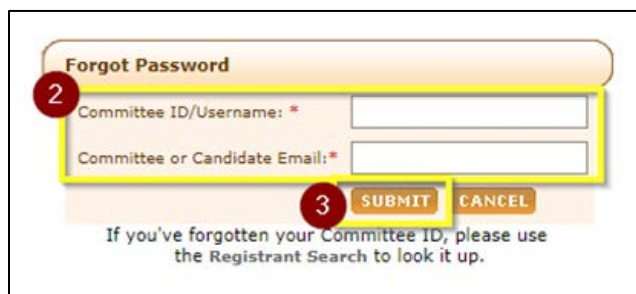 Forgot Password
2
Committee ID/Username: *
Committee or Candidate Email:*
3
SUBMIT CANCEL
If you've forgotten your Committee ID, please use
the Registrant Search to look it up.